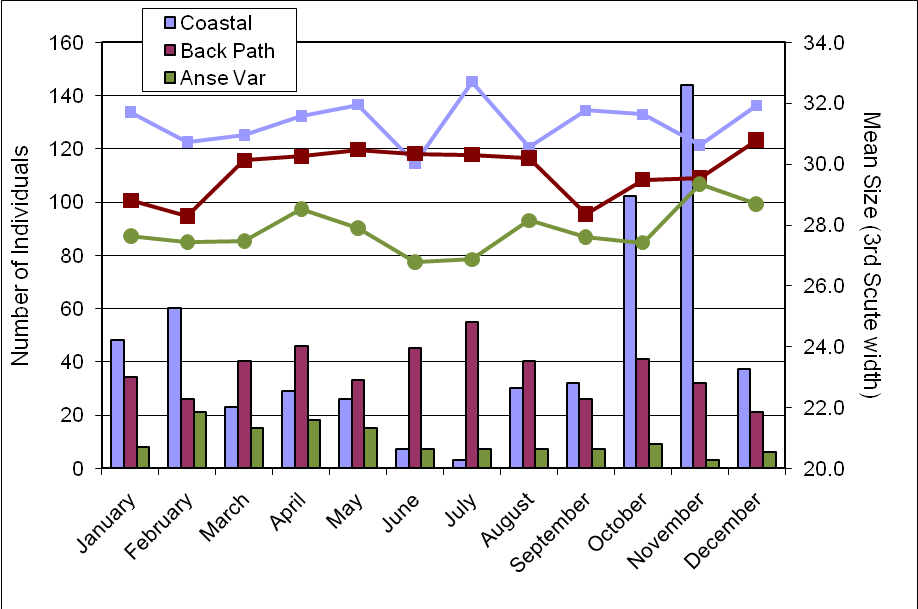 Coastal
Back Path
Anse Var
160
140
120
100
80
60
40
20
0
Number of Individuals
34.0
32.0
30.0
28.0
26.0
24.0
22.0
20.0
Mean Size (3rd Scute width)
January
February
March
April
May
June
July
August
September
October
November
December